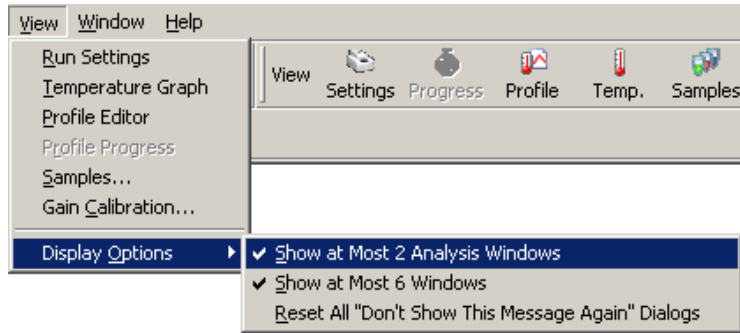 View Window Help
Run Settings
Temperature Graph
Profile Editor
Profile Progress
Samples...
Gain Calibration...
Display Options
View
Settings Progress Profile Temp. Samples
Show at Most 2 Analysis Windows
Show at Most 6 Windows
Reset All "Don't Show This Message Again" Dialogs